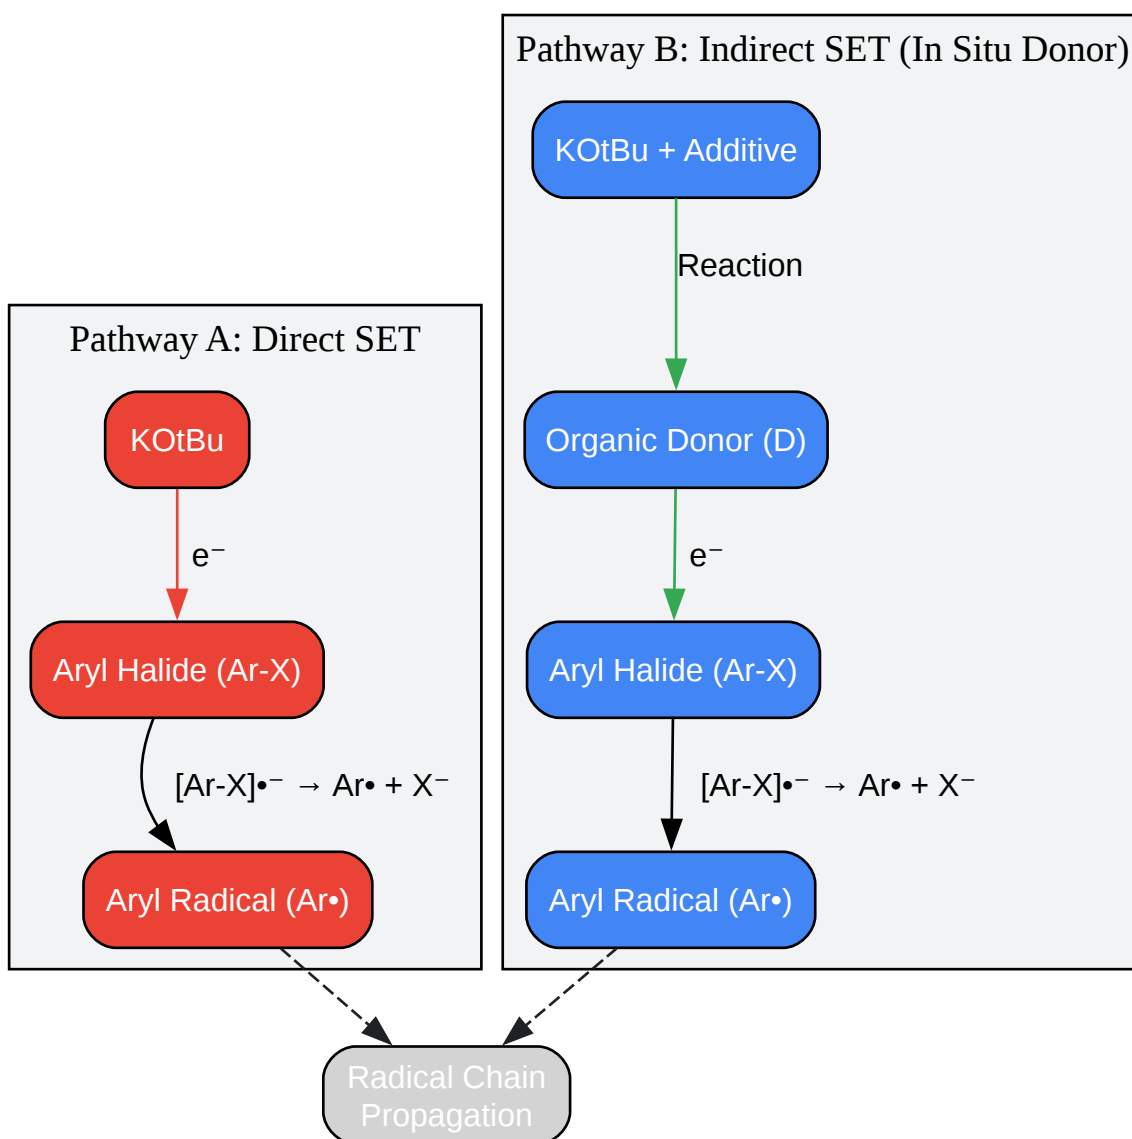 Pathway A: Direct SET
KOtBu
e⁻
Aryl Halide (Ar-X)
[Ar-X]•⁻ → Ar• + X⁻
Aryl Radical (Ar•)
Pathway B: Indirect SET (In Situ Donor)
KOtBu + Additive
Reaction
Organic Donor (D)
e⁻
Aryl Halide (Ar-X)
[Ar-X]•⁻ → Ar• + X⁻
Aryl Radical (Ar•)
Radical Chain
Propagation